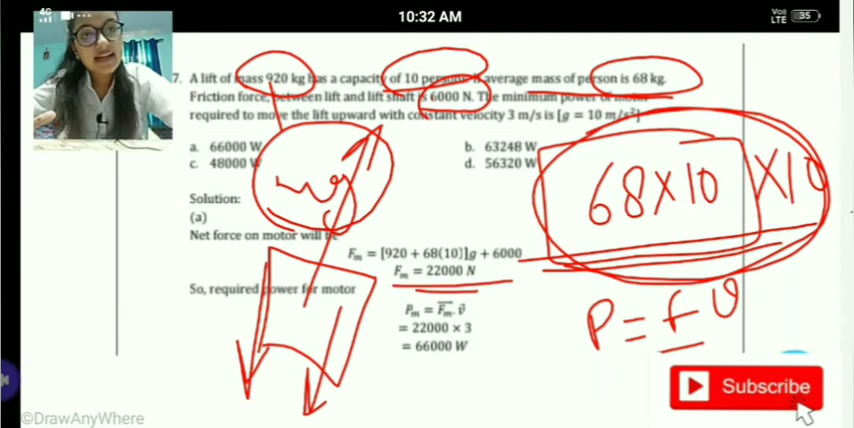 4G
10:32 AM
Vo))
LTE
35
7. A lift of mass 920 kg has a capacity of 10 persons. If average mass of person is 68 kg.
Friction force, between lift and lift shaft is 6000 N. The minimum power of motor
required to move the lift upward with constant velocity 3 m/s is [g = 10 m/s²]
a. 66000 W
b. 63248 W
c. 48000 W
d. 56320 W
68×10 ×10
mg
Solution:
(a)
Net force on motor will be
Fₘ = [920 + 68(10)]g + 6000
Fₘ = 22000 N
So, required power for motor
Pₘ = F⃗ₘ. v⃗
= 22000 × 3
= 66000 W
P = f v
Subscribe
©DrawAnyWhere